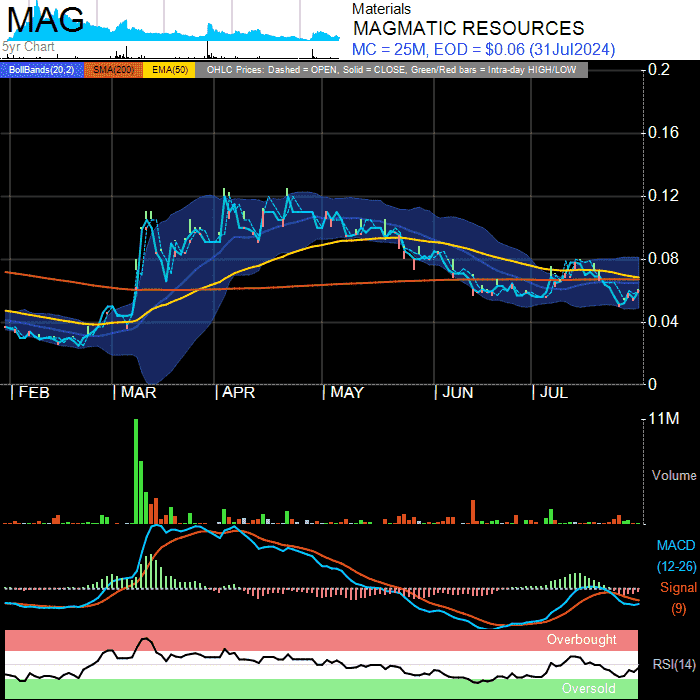 MAG
5yr Chart
Materials
MAGMATIC RESOURCES
MC = 25M, EOD = $0.06 (31Jul2024)
BollBands(20,2) SMA(200) EMA(50) OHLC Prices: Dashed = OPEN, Solid = CLOSE, Green/Red bars = Intra-day HIGH/LOW
0.2
0.16
0.12
0.08
0.04
0
FEB MAR APR MAY JUN JUL
11M
Volume
MACD
(12-26)
Signal
(9)
Overbought
RSI(14)
Oversold